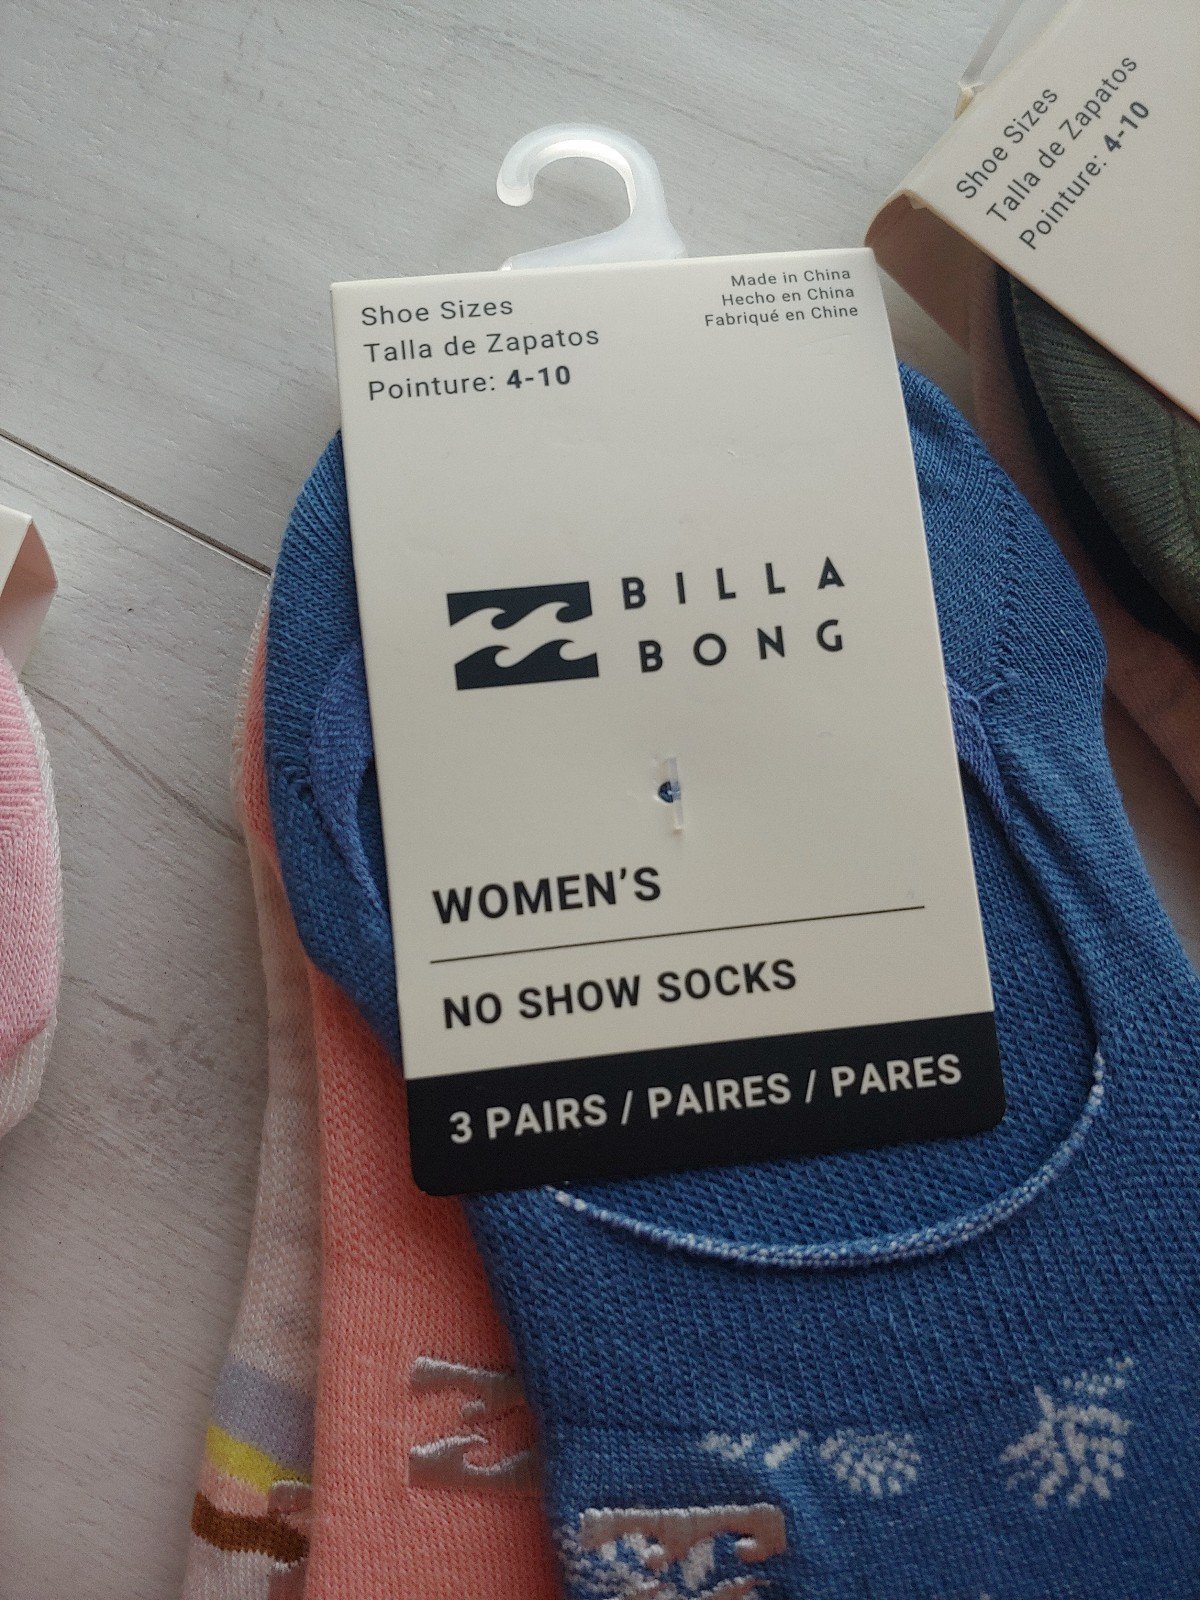 Shoe Sizes
Talla de Zapatos
Pointure: 4-10
Made in China
Hecho en China
Fabriqué en Chine
BILLA
BONG
WOMEN'S
NO SHOW SOCKS
3 PAIRS / PAIRES / PARES
Shoe Sizes
Talla de Zapatos
Pointure: 4-10